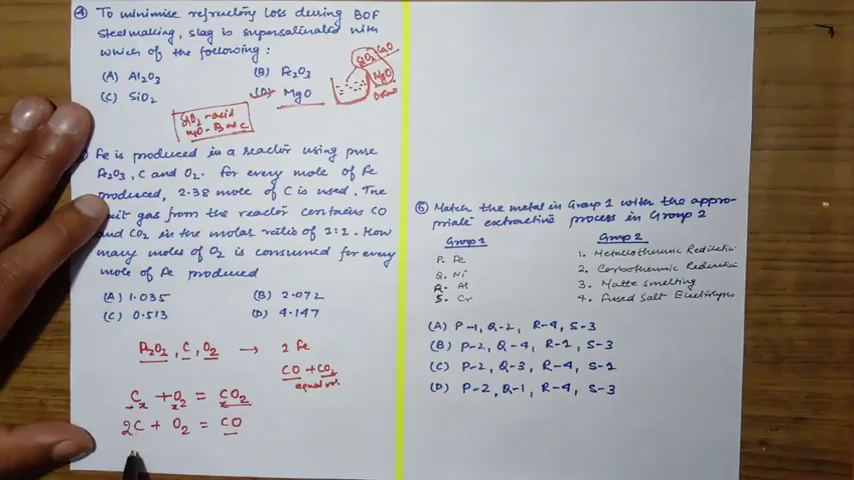 ④ To minimise refractory loss during BOF
steelmaking, slag is supersaturated with
which of the following:
(A) Al2O3
(B) Fe2O3
(C) SiO2
(D) MgO
SiO2 CaO
MgO
SiO2 - acid
MgO - Basic
Fe is produced in a reactor using pure
Fe2O3, C and O2. For every mole of Fe
produced, 2.38 mole of C is used. The
exit gas from the reactor contains CO
and CO2 in the molar ratio of 1:1. How
many moles of O2 is consumed for every
mole of Fe produced
(A) 1.035
(B) 2.072
(C) 0.513
(D) 4.147
Fe2O3, C, O2 → 2 Fe
CO + CO2
equal vol.
C + O2 = CO2
x x
2C + O2 = CO
⑥ Match the metal in Group 1 with the appro-
priate extractive process in Group 2
Group 1
Group 2
P. Fe
1. Metallothermic Reduction
Q. Ni
2. Carbothermic Reduction
R. Al
3. Matte smelting
S. Cr
4. Fused Salt Electrolysis
(A) P-1, Q-2, R-4, S-3
(B) P-2, Q-4, R-1, S-3
(C) P-2, Q-3, R-4, S-1
(D) P-2, Q-1, R-4, S-3